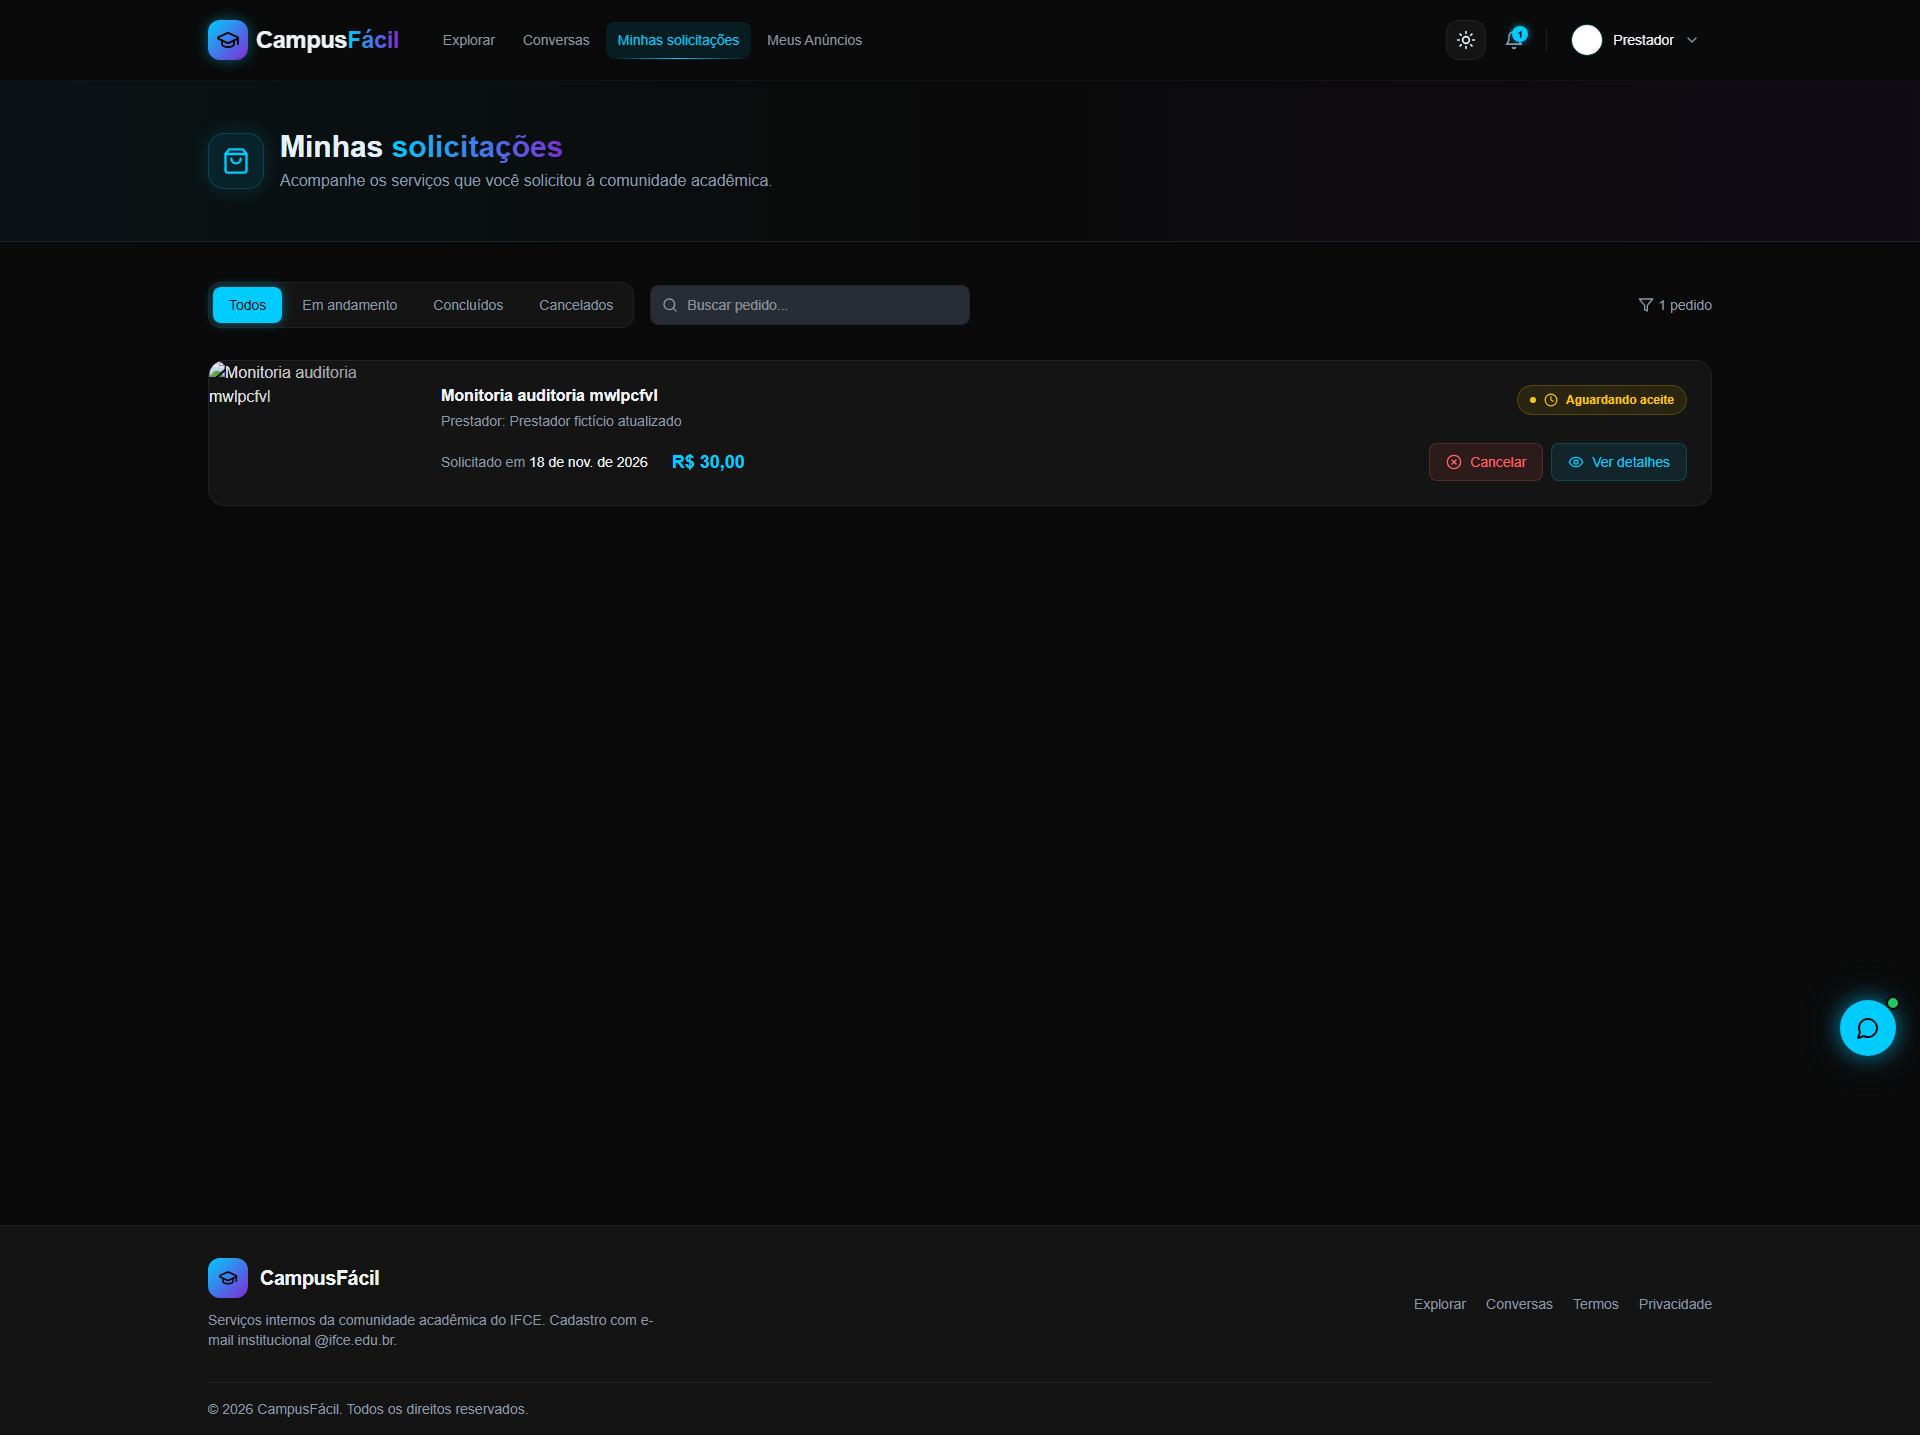 CampusFácil
Explorar
Conversas
Minhas solicitações
Meus Anúncios
1
Prestador
Minhas solicitações
Acompanhe os serviços que você solicitou à comunidade acadêmica.
Todos
Em andamento
Concluídos
Cancelados
Buscar pedido...
1 pedido
Monitoria auditoria
mwlpcfvl
Monitoria auditoria mwlpcfvl
Prestador: Prestador fictício atualizado
Solicitado em 18 de nov. de 2026
R$ 30,00
Aguardando aceite
Cancelar
Ver detalhes
CampusFácil
Serviços internos da comunidade acadêmica do IFCE. Cadastro com e-
mail institucional @ifce.edu.br.
Explorar
Conversas
Termos
Privacidade
© 2026 CampusFácil. Todos os direitos reservados.